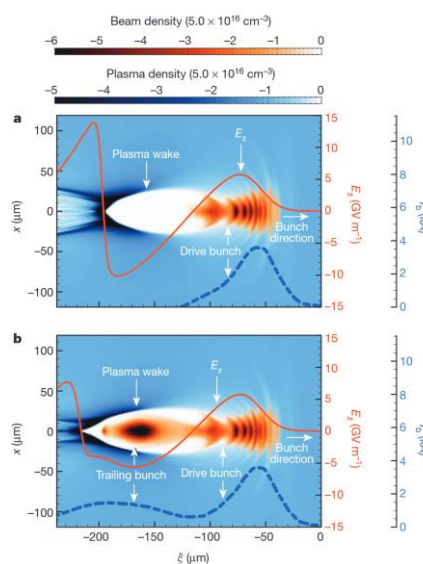 Beam density (5.0 × 10¹⁶ cm⁻³)
−6 −5 −4 −3 −2 −1 0
Plasma density (5.0 × 10¹⁶ cm⁻³)
−5 −4 −3 −2 −1 0
a
100
50
0
−50
−100
x (μm)
Plasma wake
E_z
Drive bunch
Bunch direction
15
10
5
0
−5
−10
−15
E_z (GV m⁻¹)
10
8
6
4
2
0
b
100
50
0
−50
−100
x (μm)
Plasma wake
E_z
Trailing bunch
Drive bunch
Bunch direction
15
10
5
0
−5
−10
−15
E_z (GV m⁻¹)
10
8
6
4
2
0
−200 −150 −100 −50 0
ξ (μm)